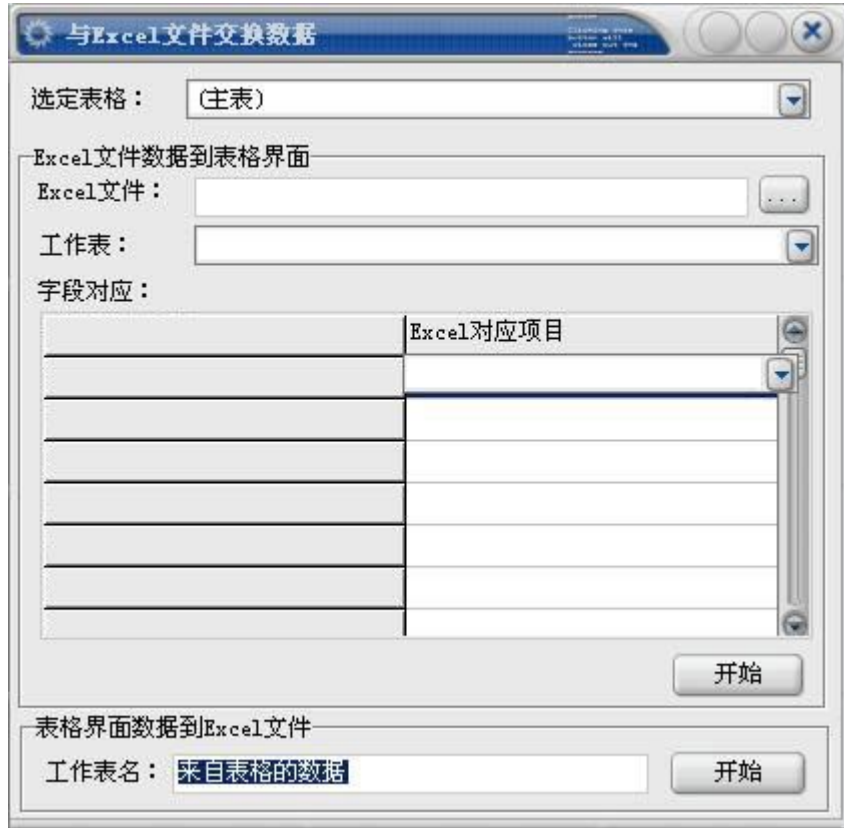 与Excel文件交换数据
选定表格： (主表)
Excel文件数据到表格界面
Excel文件： ...
工作表：
字段对应：
Excel对应项目
开始
表格界面数据到Excel文件
工作表名： 来自表格的数据 开始